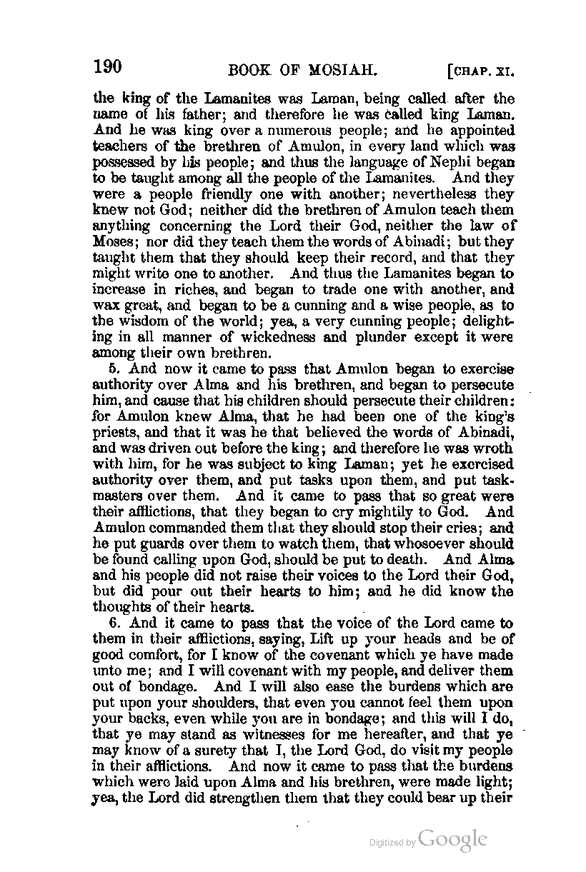 190 BOOK OF MOSIAH. [CHAP. XI.
the king of the Lamanites was Laman, being called after the
name of his father; and therefore he was called king Laman.
And he was king over a numerous people; and he appointed
teachers of the brethren of Amulon, in every land which was
possessed by his people; and thus the language of Nephi began
to be taught among all the people of the Lamanites. And they
were a people friendly one with another; nevertheless they
knew not God; neither did the brethren of Amulon teach them
anything concerning the Lord their God, neither the law of
Moses; nor did they teach them the words of Abinadi; but they
taught them that they should keep their record, and that they
might write one to another. And thus the Lamanites began to
increase in riches, and began to trade one with another, and
wax great, and began to be a cunning and a wise people, as to
the wisdom of the world; yea, a very cunning people; delight-
ing in all manner of wickedness and plunder except it were
among their own brethren.
5. And now it came to pass that Amulon began to exercise
authority over Alma and his brethren, and began to persecute
him, and cause that his children should persecute their children:
for Amulon knew Alma, that he had been one of the king's
priests, and that it was he that believed the words of Abinadi,
and was driven out before the king; and therefore he was wroth
with him, for he was subject to king Laman; yet he exercised
authority over them, and put tasks upon them, and put task-
masters over them. And it came to pass that so great were
their afflictions, that they began to cry mightily to God. And
Amulon commanded them that they should stop their cries; and
he put guards over them to watch them, that whosoever should
be found calling upon God, should be put to death. And Alma
and his people did not raise their voices to the Lord their God,
but did pour out their hearts to him; and he did know the
thoughts of their hearts.
6. And it came to pass that the voice of the Lord came to
them in their afflictions, saying, Lift up your heads and be of
good comfort, for I know of the covenant which ye have made
unto me; and I will covenant with my people, and deliver them
out of bondage. And I will also ease the burdens which are
put upon your shoulders, that even you cannot feel them upon
your backs, even while you are in bondage; and this will I do,
that ye may stand as witnesses for me hereafter, and that ye
may know of a surety that I, the Lord God, do visit my people
in their afflictions. And now it came to pass that the burdens
which were laid upon Alma and his brethren, were made light;
yea, the Lord did strengthen them that they could bear up their
Digitized by Google